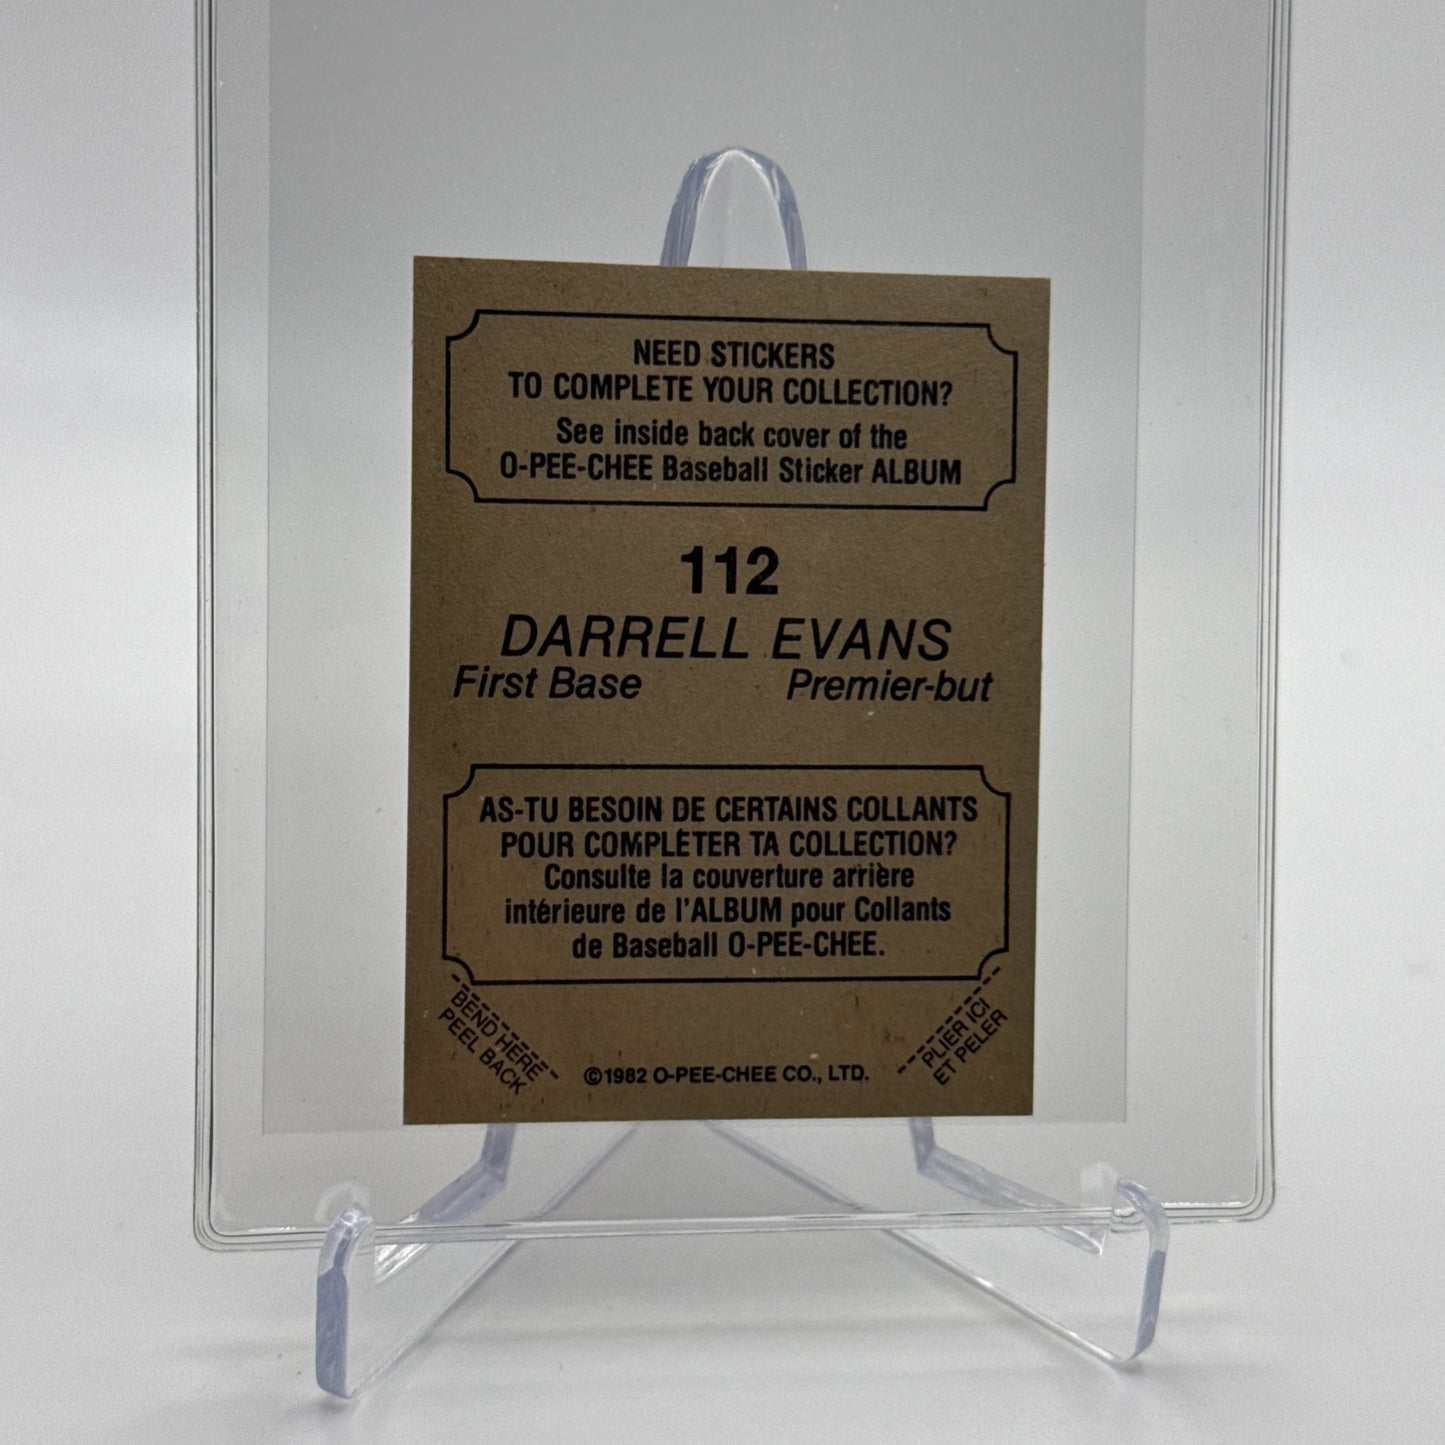 NEED STICKERS
TO COMPLETE YOUR COLLECTION?
See inside back cover of the
O-PEE-CHEE Baseball Sticker ALBUM
112
DARRELL EVANS
First Base
Premier-but
AS-TU BESOIN DE CERTAINS COLLANTS
POUR COMPLÉTER TA COLLECTION?
Consulte la couverture arrière
intérieure de l'ALBUM pour Collants
de Baseball O-PEE-CHEE.
BEND HERE
PEEL BACK
©1982 O-PEE-CHEE CO., LTD.
PLIER ICI
ET PELER